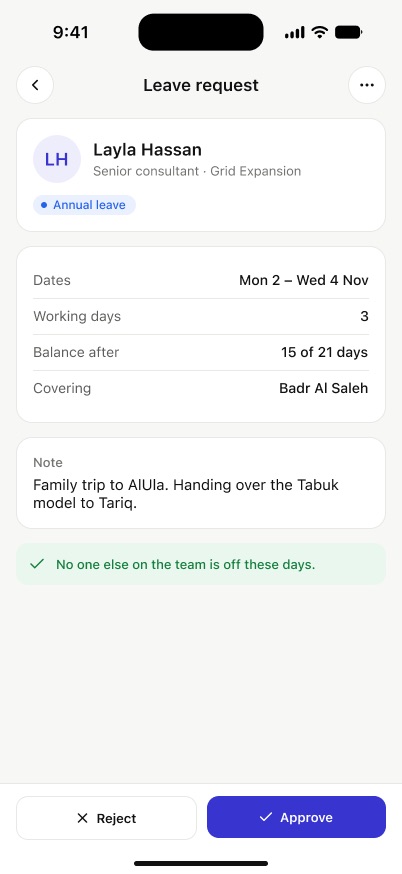 9:41
Leave request
LH
Layla Hassan
Senior consultant · Grid Expansion
Annual leave
Dates Mon 2 – Wed 4 Nov
Working days 3
Balance after 15 of 21 days
Covering Badr Al Saleh
Note
Family trip to AlUla. Handing over the Tabuk
model to Tariq.
No one else on the team is off these days.
Reject Approve